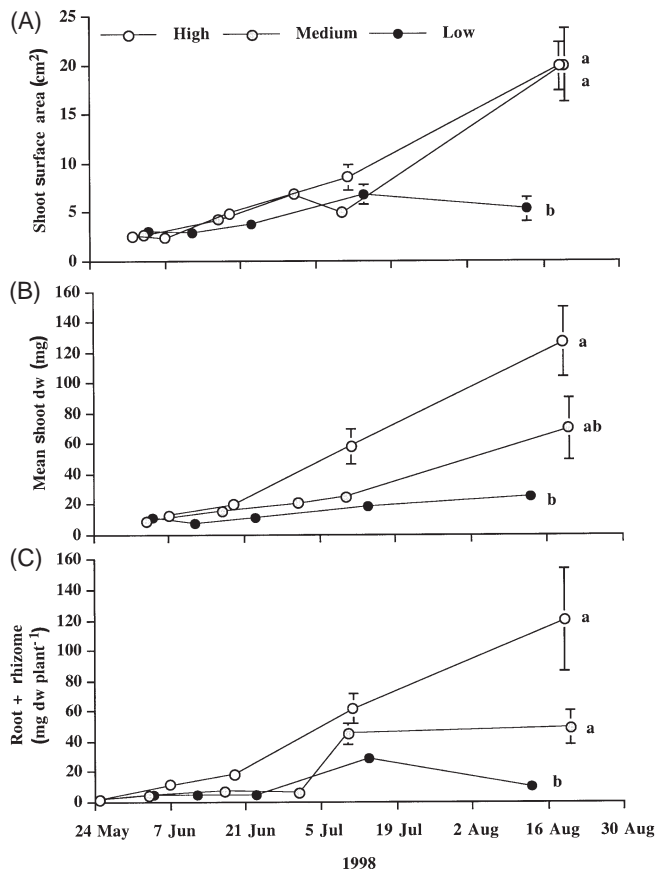 (A)
High Medium Low
Shoot surface area (cm²)
25
20
15
10
5
0
a
a
b
(B)
Mean shoot dw (mg)
160
140
120
100
80
60
40
20
0
a
ab
b
(C)
Root + rhizome
(mg dw plant⁻¹)
160
140
120
100
80
60
40
20
0
a
a
b
24 May 7 Jun 21 Jun 5 Jul 19 Jul 2 Aug 16 Aug 30 Aug
1998